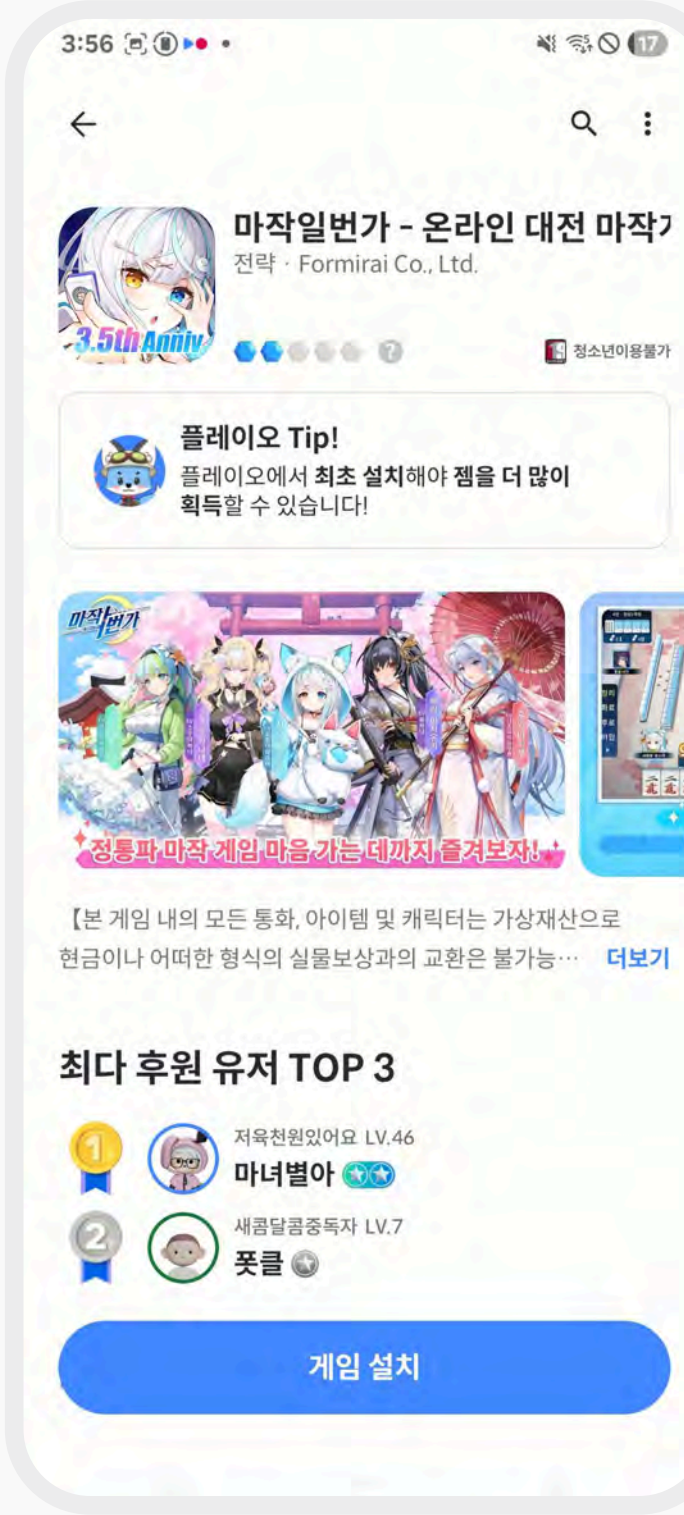 3:56
17
마작일번가 - 온라인 대전 마작
전략 · Formirai Co., Ltd.
3.5th Anniv
?
19 청소년이용불가
플레이오 Tip!
플레이오에서 최초 설치해야 젬을 더 많이
획득할 수 있습니다!
마작일번가
정통파 마작 게임 마음 가는 데까지 즐겨보자!
【본 게임 내의 모든 통화, 아이템 및 캐릭터는 가상재산으로
현금이나 어떠한 형식의 실물보상과의 교환은 불가능… 더보기
최다 후원 유저 TOP 3
1
저육천원있어요 LV.46
마녀별아
2
새콤달콤중독자 LV.7
폿클
게임 설치